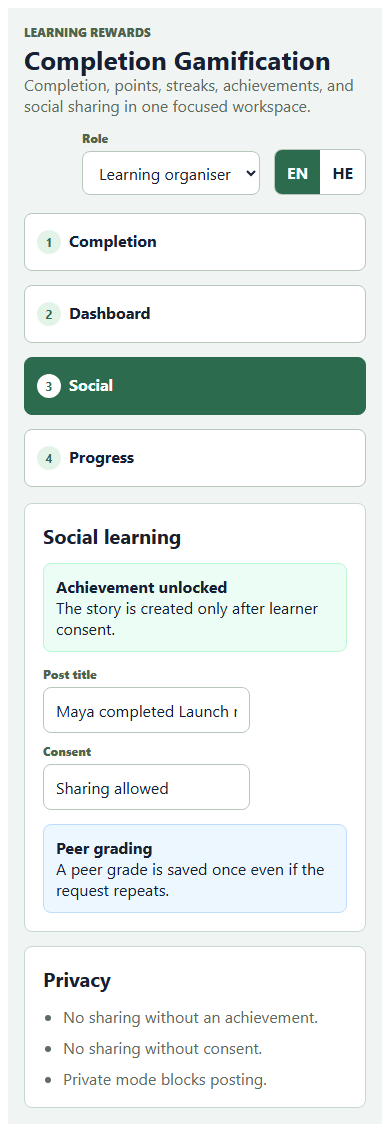 LEARNING REWARDS
Completion Gamification
Completion, points, streaks, achievements, and
social sharing in one focused workspace.
Role
Learning organiser
EN
HE
1 Completion
2 Dashboard
3 Social
4 Progress
Social learning
Achievement unlocked
The story is created only after learner
consent.
Post title
Maya completed Launch
Consent
Sharing allowed
Peer grading
A peer grade is saved once even if the
request repeats.
Privacy
• No sharing without an achievement.
• No sharing without consent.
• Private mode blocks posting.